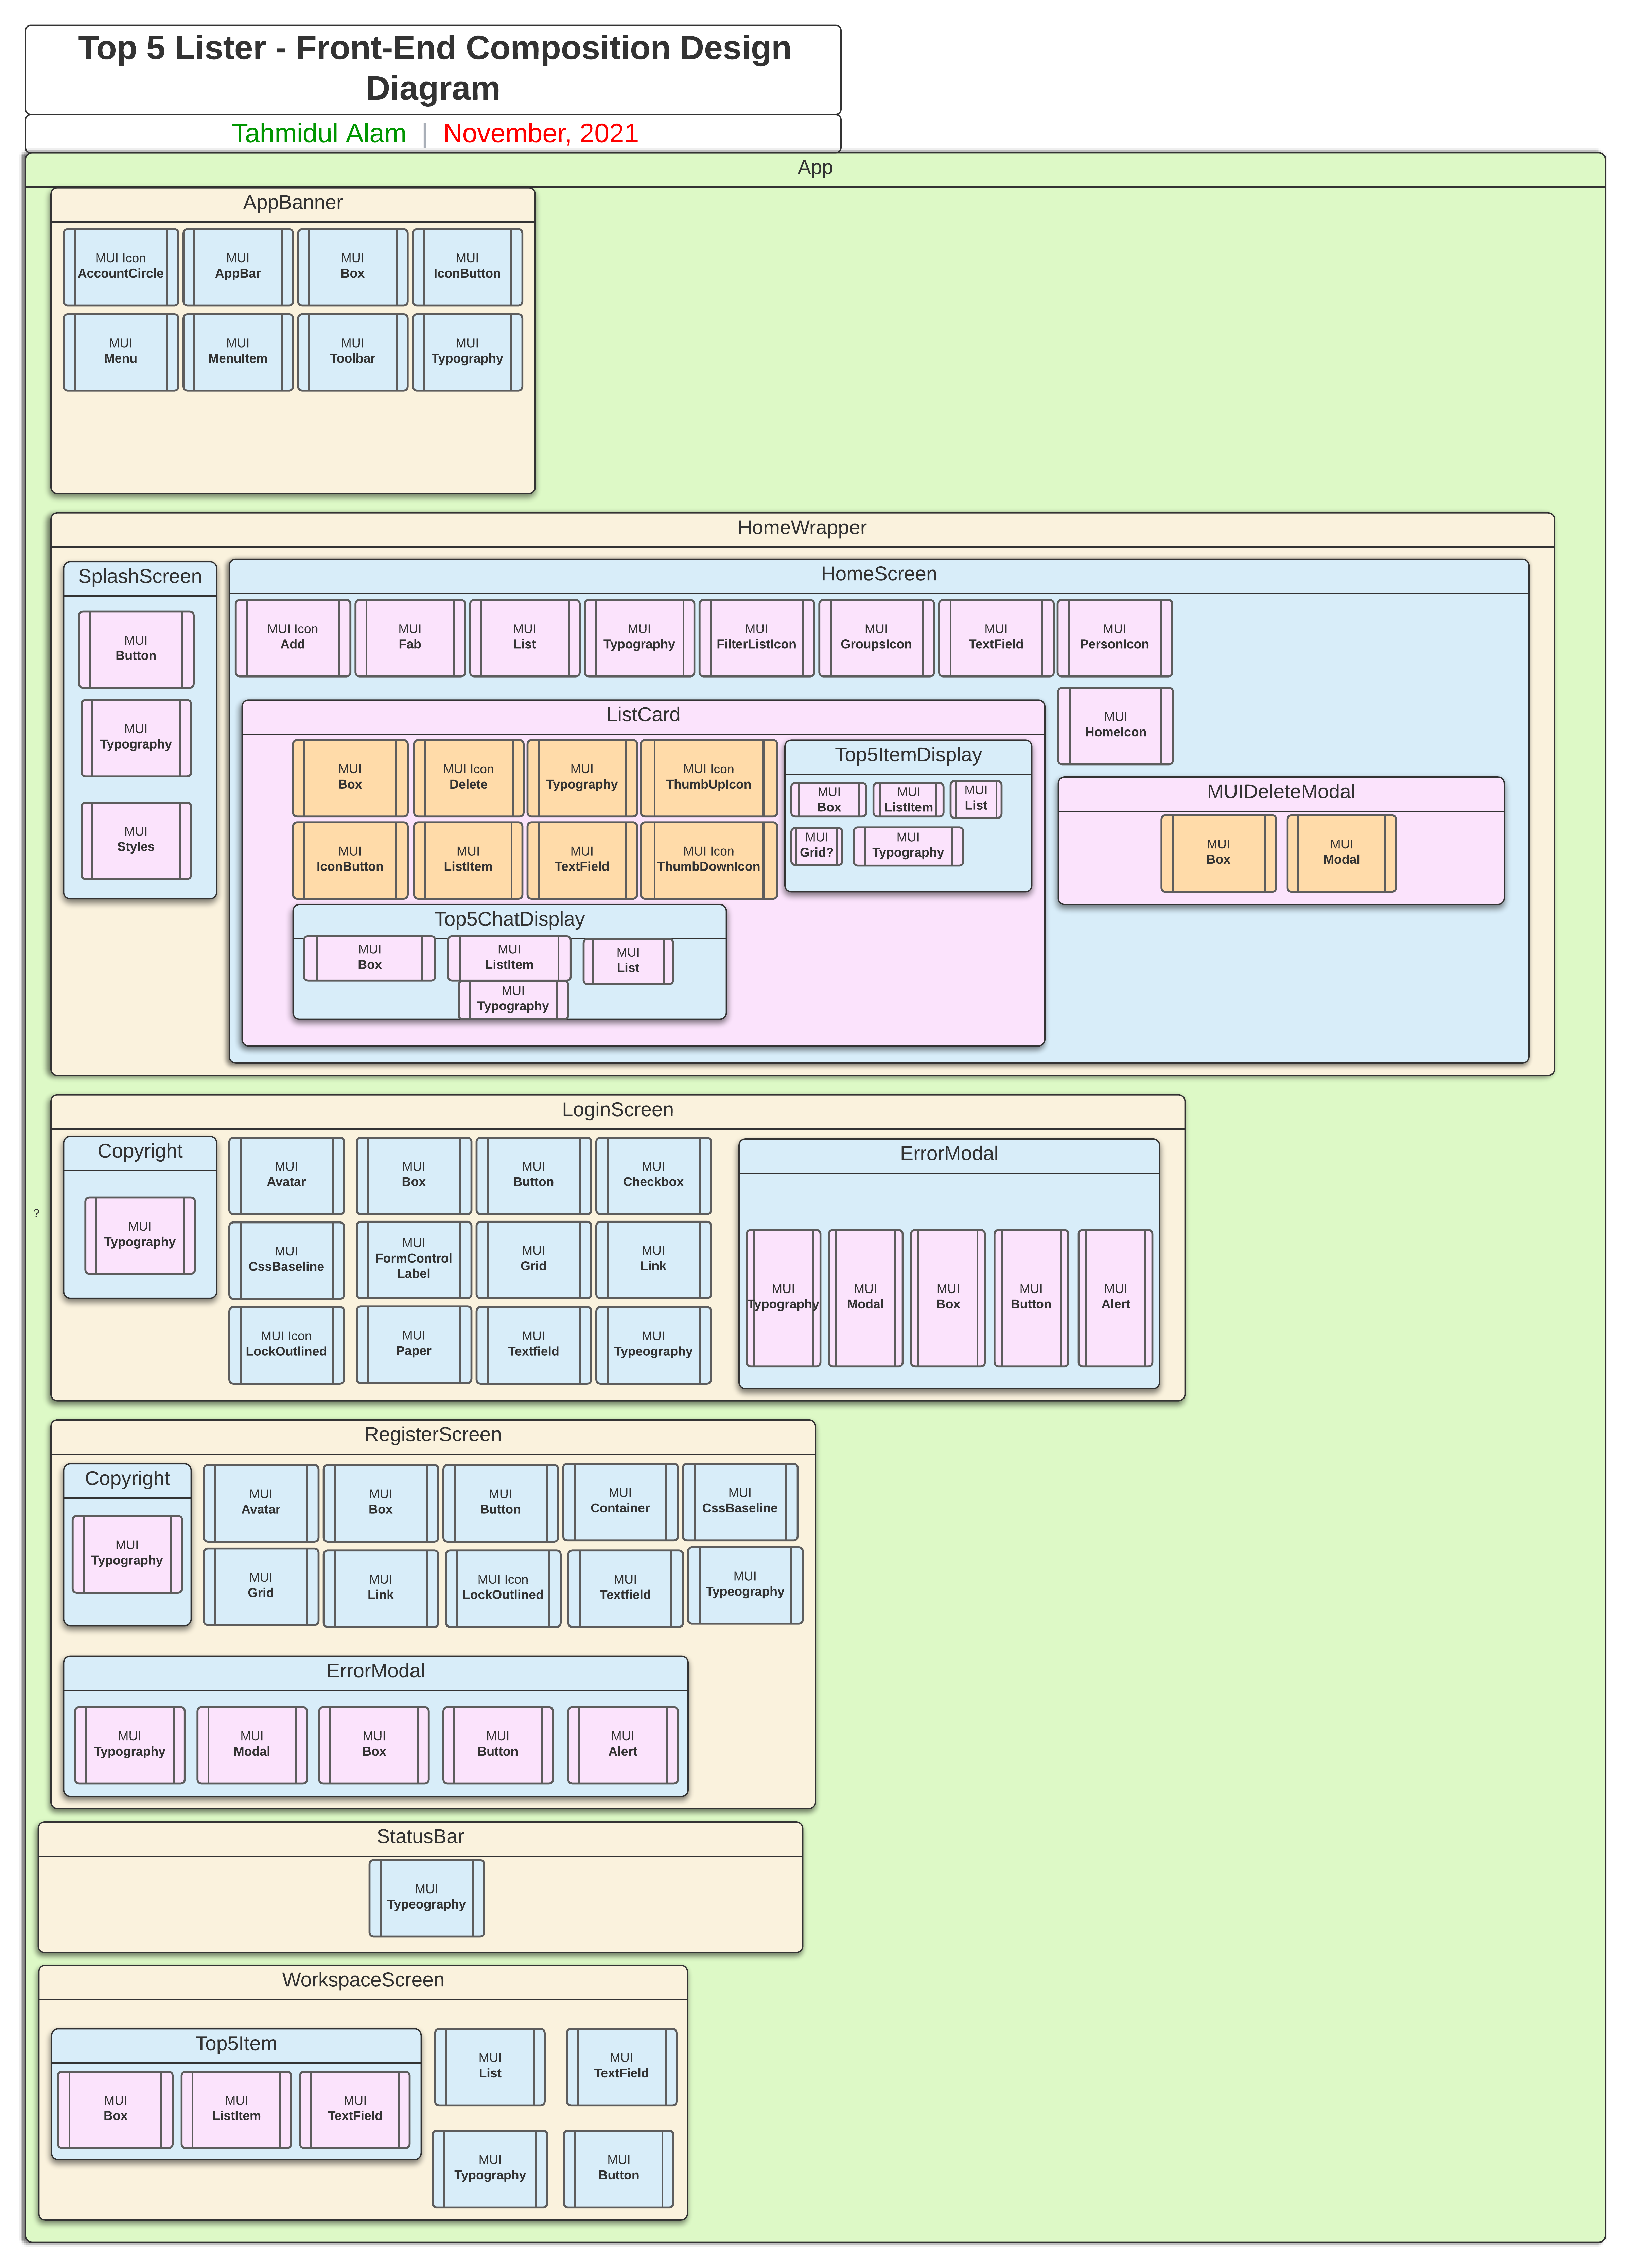 Top 5 Lister - Front-End Composition Design
Diagram
Tahmidul Alam | November, 2021
App
AppBanner
MUI Icon
AccountCircle
MUI
AppBar
MUI
Box
MUI
IconButton
MUI
Menu
MUI
MenuItem
MUI
Toolbar
MUI
Typography
HomeWrapper
SplashScreen
MUI
Button
MUI
Typography
MUI
Styles
HomeScreen
MUI Icon
Add
MUI
Fab
MUI
List
MUI
Typography
MUI
FilterListIcon
MUI
GroupsIcon
MUI
TextField
MUI
PersonIcon
MUI
HomeIcon
ListCard
MUI
Box
MUI Icon
Delete
MUI
Typography
MUI Icon
ThumbUpIcon
MUI
IconButton
MUI
ListItem
MUI
TextField
MUI Icon
ThumbDownIcon
Top5ItemDisplay
MUI
Box
MUI
ListItem
MUI
List
MUI
Grid?
MUI
Typography
Top5ChatDisplay
MUI
Box
MUI
ListItem
MUI
List
MUI
Typography
MUIDeleteModal
MUI
Box
MUI
Modal
?
LoginScreen
Copyright
MUI
Typography
MUI
Avatar
MUI
Box
MUI
Button
MUI
Checkbox
MUI
CssBaseline
MUI
FormControl
Label
MUI
Grid
MUI
Link
MUI Icon
LockOutlined
MUI
Paper
MUI
Textfield
MUI
Typeography
ErrorModal
MUI
Typography
MUI
Modal
MUI
Box
MUI
Button
MUI
Alert
RegisterScreen
Copyright
MUI
Typography
MUI
Avatar
MUI
Box
MUI
Button
MUI
Container
MUI
CssBaseline
MUI
Grid
MUI
Link
MUI Icon
LockOutlined
MUI
Textfield
MUI
Typeography
ErrorModal
MUI
Typography
MUI
Modal
MUI
Box
MUI
Button
MUI
Alert
StatusBar
MUI
Typeography
WorkspaceScreen
Top5Item
MUI
Box
MUI
ListItem
MUI
TextField
MUI
List
MUI
TextField
MUI
Typography
MUI
Button